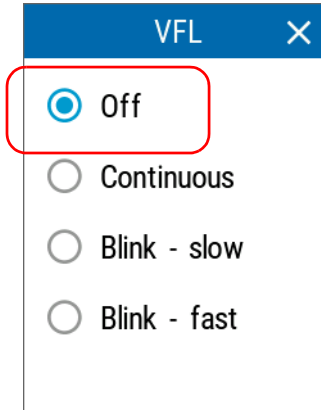 VFL
Off
Continuous
Blink - slow
Blink - fast